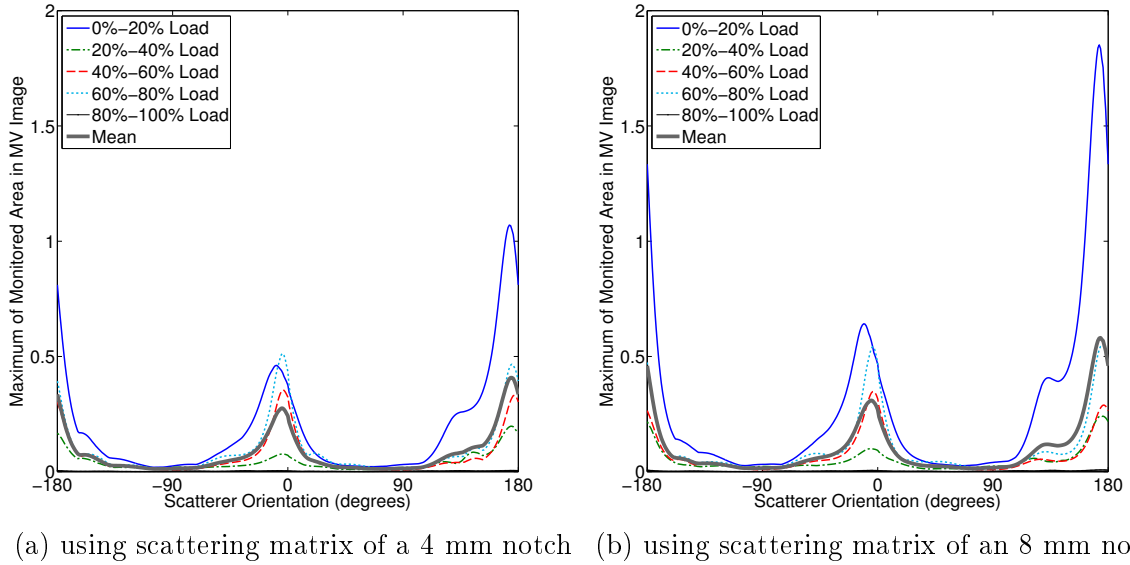 2
1.5
1
0.5
0
Maximum of Monitored Area in MV Image
0%−20% Load
20%−40% Load
40%−60% Load
60%−80% Load
80%−100% Load
Mean
−180
−90
0
90
180
Scatterer Orientation (degrees)
(a) using scattering matrix of a 4 mm notch
2
1.5
1
0.5
0
Maximum of Monitored Area in MV Image
0%−20% Load
20%−40% Load
40%−60% Load
60%−80% Load
80%−100% Load
Mean
−180
−90
0
90
180
Scatterer Orientation (degrees)
(b) using scattering matrix of an 8 mm no